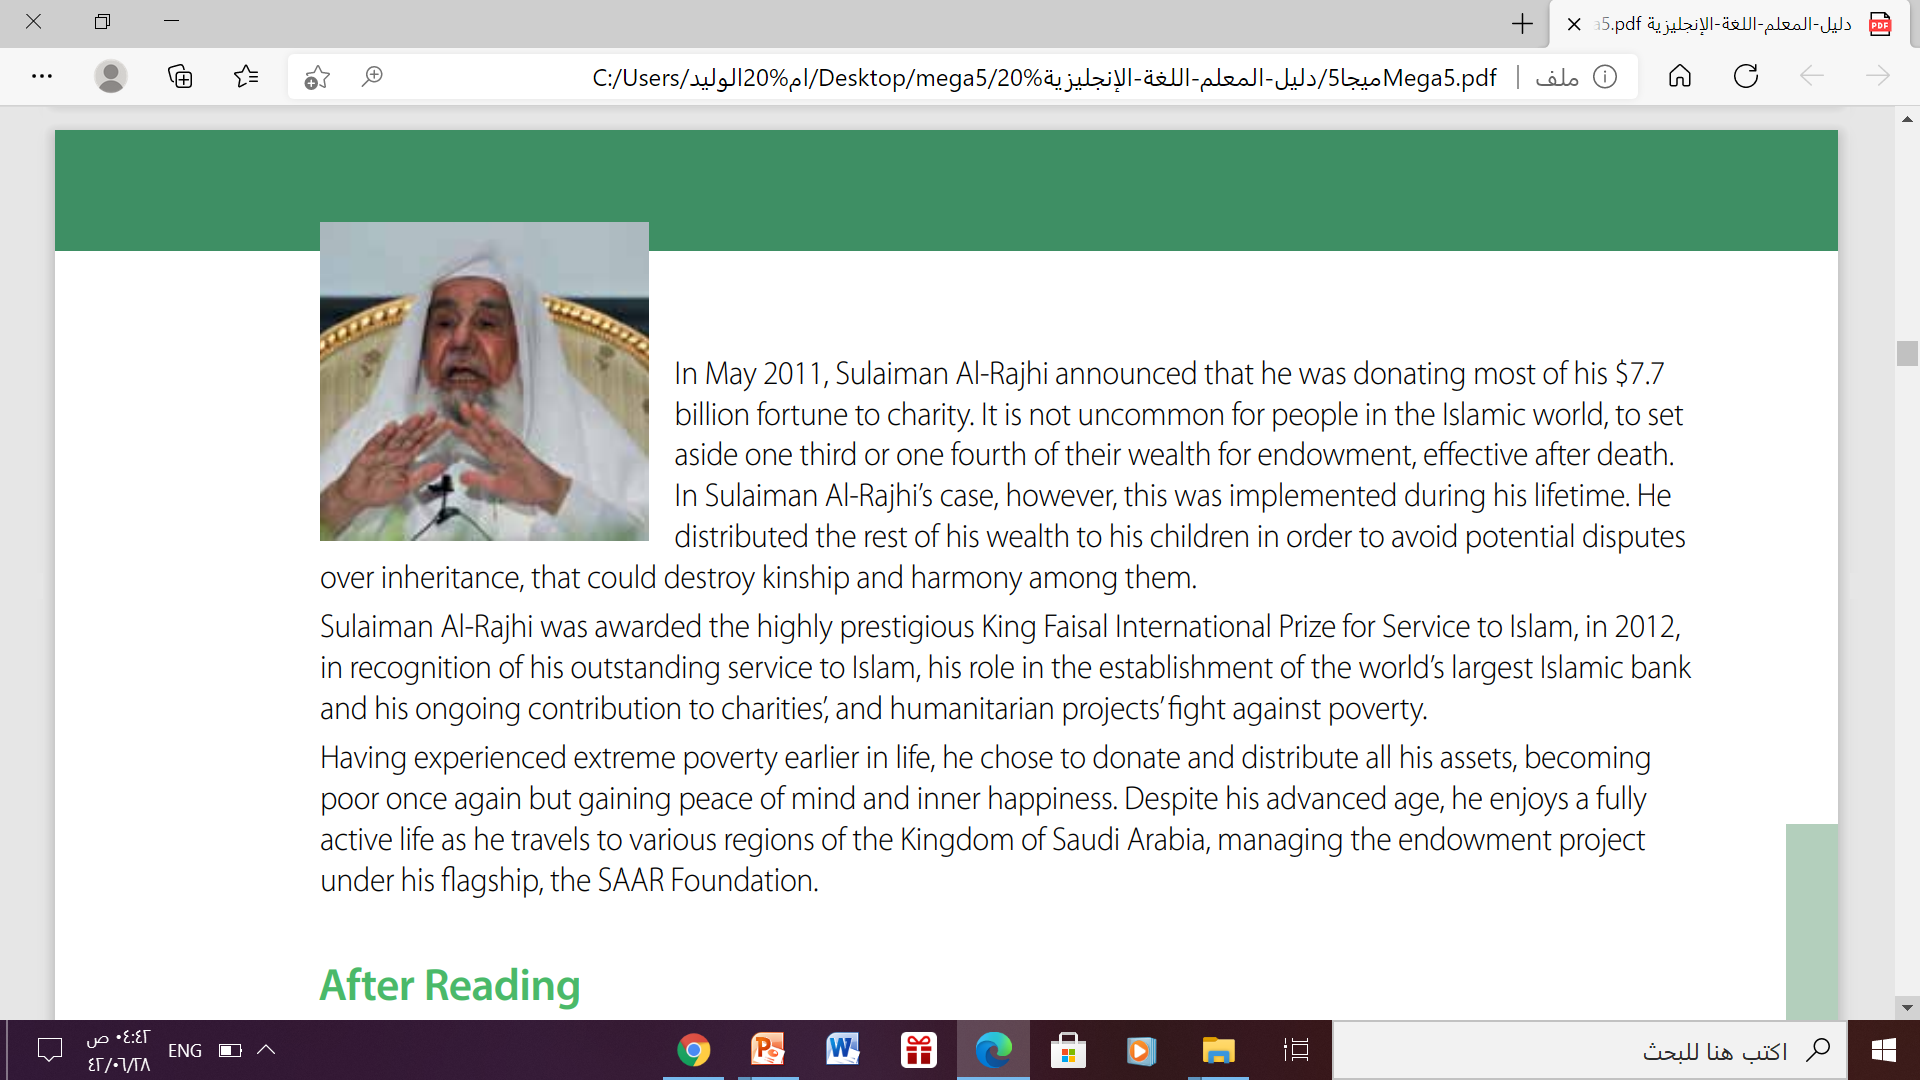 دليل-المعلم-اللغة-الإنجليزية a5.pdf
C:/Users/ام%20الوليد/Desktop/mega5/20%دليل-المعلم-اللغة-الإنجليزية/ميجا5Mega5.pdf
ملف
In May 2011, Sulaiman Al-Rajhi announced that he was donating most of his $7.7
billion fortune to charity. It is not uncommon for people in the Islamic world, to set
aside one third or one fourth of their wealth for endowment, effective after death.
In Sulaiman Al-Rajhi’s case, however, this was implemented during his lifetime. He
distributed the rest of his wealth to his children in order to avoid potential disputes
over inheritance, that could destroy kinship and harmony among them.
Sulaiman Al-Rajhi was awarded the highly prestigious King Faisal International Prize for Service to Islam, in 2012,
in recognition of his outstanding service to Islam, his role in the establishment of the world’s largest Islamic bank
and his ongoing contribution to charities’, and humanitarian projects’ fight against poverty.
Having experienced extreme poverty earlier in life, he chose to donate and distribute all his assets, becoming
poor once again but gaining peace of mind and inner happiness. Despite his advanced age, he enjoys a fully
active life as he travels to various regions of the Kingdom of Saudi Arabia, managing the endowment project
under his flagship, the SAAR Foundation.
After Reading
اكتب هنا للبحث
ENG
٠٤:٤٢ ص
٤٢/٠٦/٢٨